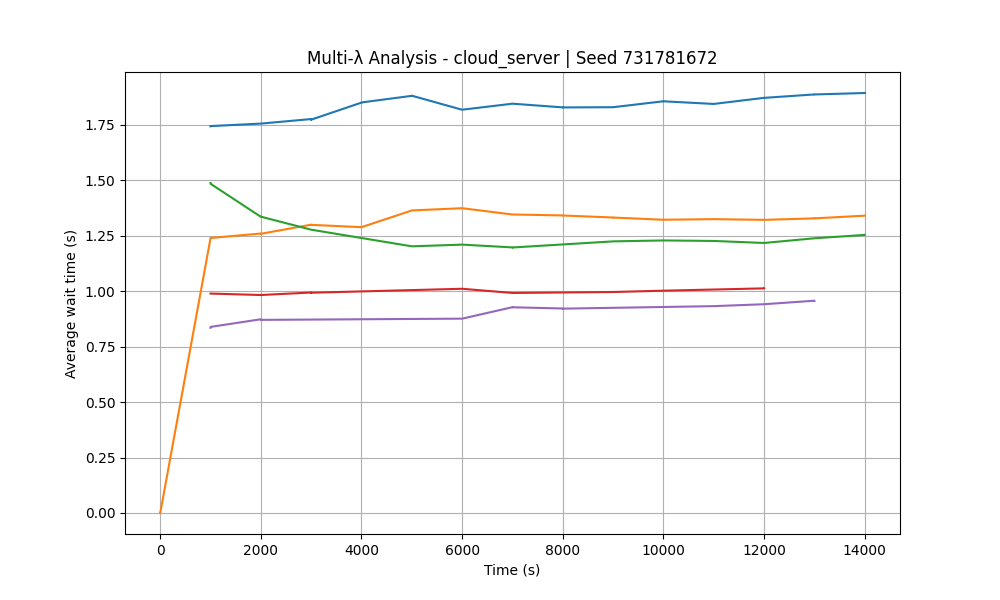 Multi-λ Analysis - cloud_server | Seed 731781672
Average wait time (s)
1.75
1.50
1.25
1.00
0.75
0.50
0.25
0.00
0 2000 4000 6000 8000 10000 12000 14000
Time (s)